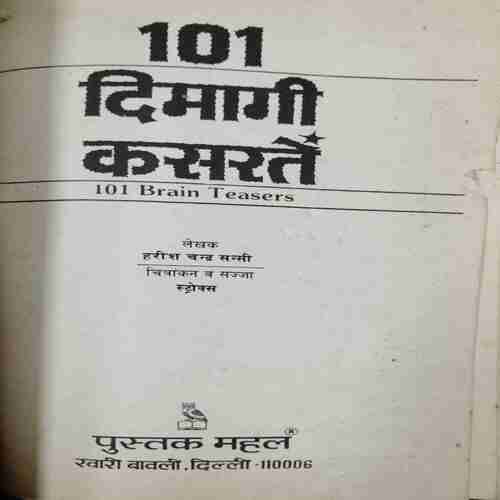 101
दिमागी
कसरतें
101 Brain Teasers
लेखक
हरीश चन्द्र सन्सी
चित्रांकन व सज्जा
स्ट्रोक्स
पुस्तक महल®
खारी बावली, दिल्ली-110006